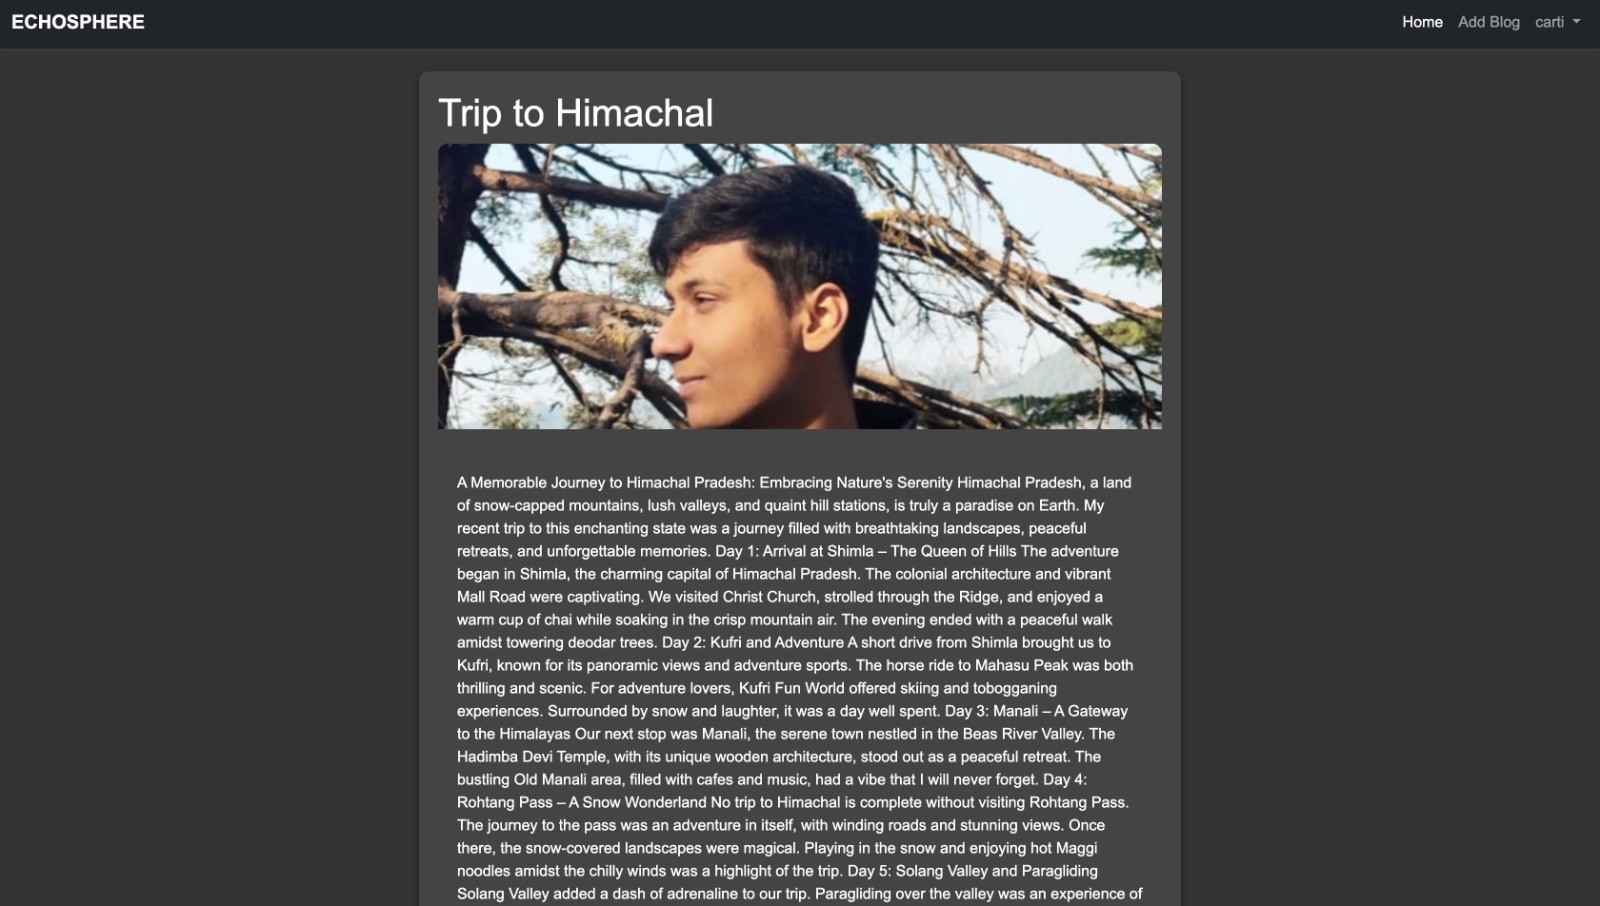 ECHOSPHERE
Home Add Blog carti
Trip to Himachal
A Memorable Journey to Himachal Pradesh: Embracing Nature's Serenity Himachal Pradesh, a land
of snow-capped mountains, lush valleys, and quaint hill stations, is truly a paradise on Earth. My
recent trip to this enchanting state was a journey filled with breathtaking landscapes, peaceful
retreats, and unforgettable memories. Day 1: Arrival at Shimla – The Queen of Hills The adventure
began in Shimla, the charming capital of Himachal Pradesh. The colonial architecture and vibrant
Mall Road were captivating. We visited Christ Church, strolled through the Ridge, and enjoyed a
warm cup of chai while soaking in the crisp mountain air. The evening ended with a peaceful walk
amidst towering deodar trees. Day 2: Kufri and Adventure A short drive from Shimla brought us to
Kufri, known for its panoramic views and adventure sports. The horse ride to Mahasu Peak was both
thrilling and scenic. For adventure lovers, Kufri Fun World offered skiing and tobogganing
experiences. Surrounded by snow and laughter, it was a day well spent. Day 3: Manali – A Gateway
to the Himalayas Our next stop was Manali, the serene town nestled in the Beas River Valley. The
Hadimba Devi Temple, with its unique wooden architecture, stood out as a peaceful retreat. The
bustling Old Manali area, filled with cafes and music, had a vibe that I will never forget. Day 4:
Rohtang Pass – A Snow Wonderland No trip to Himachal is complete without visiting Rohtang Pass.
The journey to the pass was an adventure in itself, with winding roads and stunning views. Once
there, the snow-covered landscapes were magical. Playing in the snow and enjoying hot Maggi
noodles amidst the chilly winds was a highlight of the trip. Day 5: Solang Valley and Paragliding
Solang Valley added a dash of adrenaline to our trip. Paragliding over the valley was an experience of